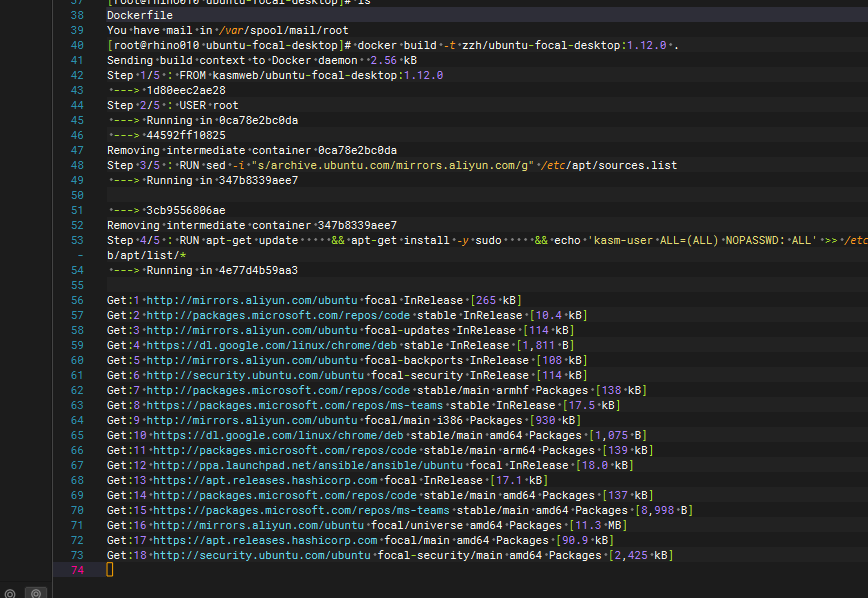 37 [root@rhino010 ubuntu-focal-desktop]# ls
38 Dockerfile
39 You have mail in /var/spool/mail/root
40 [root@rhino010 ubuntu-focal-desktop]# docker build -t zzh/ubuntu-focal-desktop:1.12.0 .
41 Sending build context to Docker daemon  2.56 kB
42 Step 1/5 : FROM kasmweb/ubuntu-focal-desktop:1.12.0
43  ---> 1d80eec2ae28
44 Step 2/5 : USER root
45  ---> Running in 0ca78e2bc0da
46  ---> 44592ff10825
47 Removing intermediate container 0ca78e2bc0da
48 Step 3/5 : RUN sed -i "s/archive.ubuntu.com/mirrors.aliyun.com/g" /etc/apt/sources.list
49  ---> Running in 347b8339aee7
50
51  ---> 3cb9556806ae
52 Removing intermediate container 347b8339aee7
53 Step 4/5 : RUN apt-get update     && apt-get install -y sudo     && echo 'kasm-user ALL=(ALL) NOPASSWD: ALL' >> /etc
- b/apt/list/*
54  ---> Running in 4e77d4b59aa3
55
56 Get:1 http://mirrors.aliyun.com/ubuntu focal InRelease [265 kB]
57 Get:2 http://packages.microsoft.com/repos/code stable InRelease [10.4 kB]
58 Get:3 http://mirrors.aliyun.com/ubuntu focal-updates InRelease [114 kB]
59 Get:4 https://dl.google.com/linux/chrome/deb stable InRelease [1,811 B]
60 Get:5 http://mirrors.aliyun.com/ubuntu focal-backports InRelease [108 kB]
61 Get:6 http://security.ubuntu.com/ubuntu focal-security InRelease [114 kB]
62 Get:7 http://packages.microsoft.com/repos/code stable/main armhf Packages [138 kB]
63 Get:8 https://packages.microsoft.com/repos/ms-teams stable InRelease [17.5 kB]
64 Get:9 http://mirrors.aliyun.com/ubuntu focal/main i386 Packages [930 kB]
65 Get:10 https://dl.google.com/linux/chrome/deb stable/main amd64 Packages [1,075 B]
66 Get:11 http://packages.microsoft.com/repos/code stable/main arm64 Packages [139 kB]
67 Get:12 http://ppa.launchpad.net/ansible/ansible/ubuntu focal InRelease [18.0 kB]
68 Get:13 https://apt.releases.hashicorp.com focal InRelease [17.1 kB]
69 Get:14 http://packages.microsoft.com/repos/code stable/main amd64 Packages [137 kB]
70 Get:15 https://packages.microsoft.com/repos/ms-teams stable/main amd64 Packages [8,998 B]
71 Get:16 http://mirrors.aliyun.com/ubuntu focal/universe amd64 Packages [11.3 MB]
72 Get:17 https://apt.releases.hashicorp.com focal/main amd64 Packages [90.9 kB]
73 Get:18 http://security.ubuntu.com/ubuntu focal-security/main amd64 Packages [2,425 kB]
74